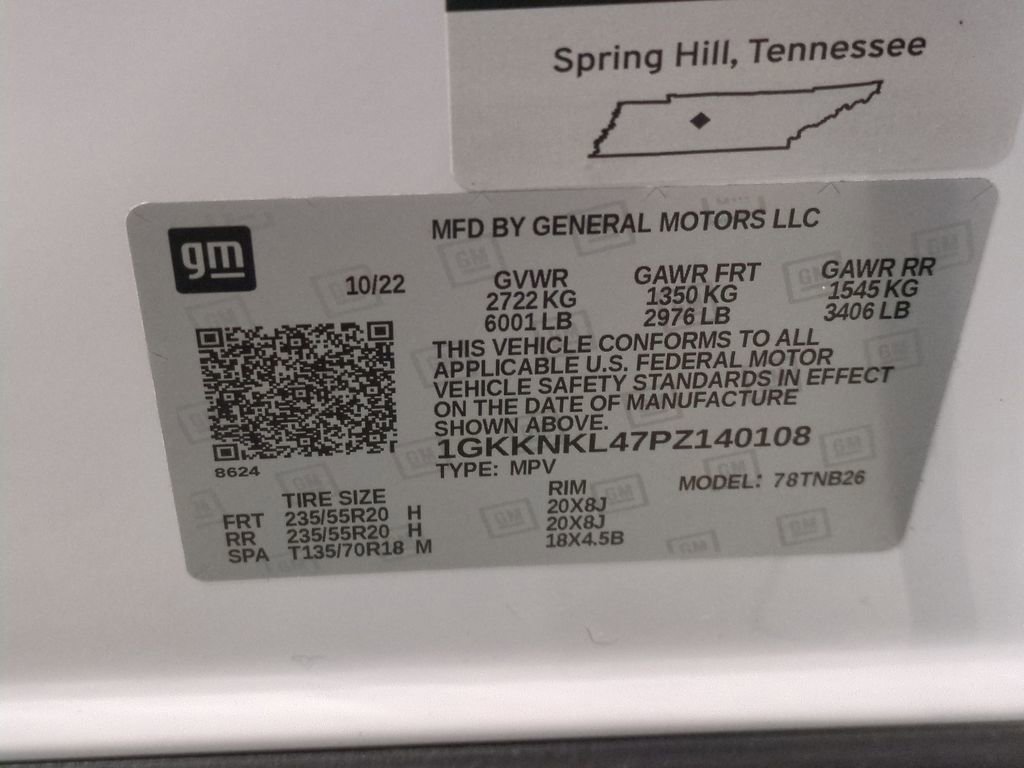 Spring Hill, Tennessee
gm
MFD BY GENERAL MOTORS LLC
10/22
GVWR GAWR FRT GAWR RR
2722 KG 1350 KG 1545 KG
6001 LB 2976 LB 3406 LB
THIS VEHICLE CONFORMS TO ALL
APPLICABLE U.S. FEDERAL MOTOR
VEHICLE SAFETY STANDARDS IN EFFECT
ON THE DATE OF MANUFACTURE
SHOWN ABOVE.
1GKKNKL47PZ140108
8624
TYPE: MPV
MODEL: 78TNB26
TIRE SIZE RIM
FRT 235/55R20 H 20X8J
RR 235/55R20 H 20X8J
SPA T135/70R18 M 18X4.5B